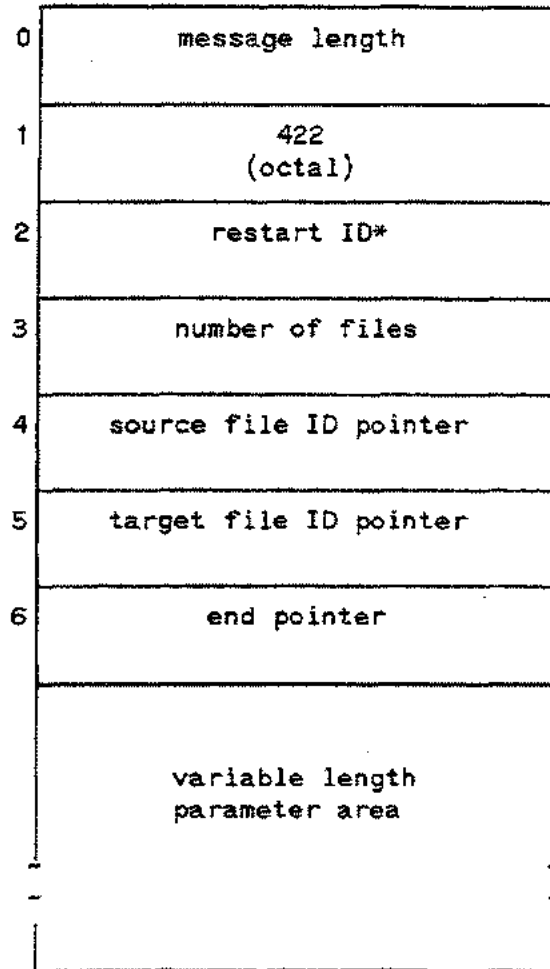 0 message length
1 422
(octal)
2 restart ID*
3 number of files
4 source file ID pointer
5 target file ID pointer
6 end pointer
variable length
parameter area